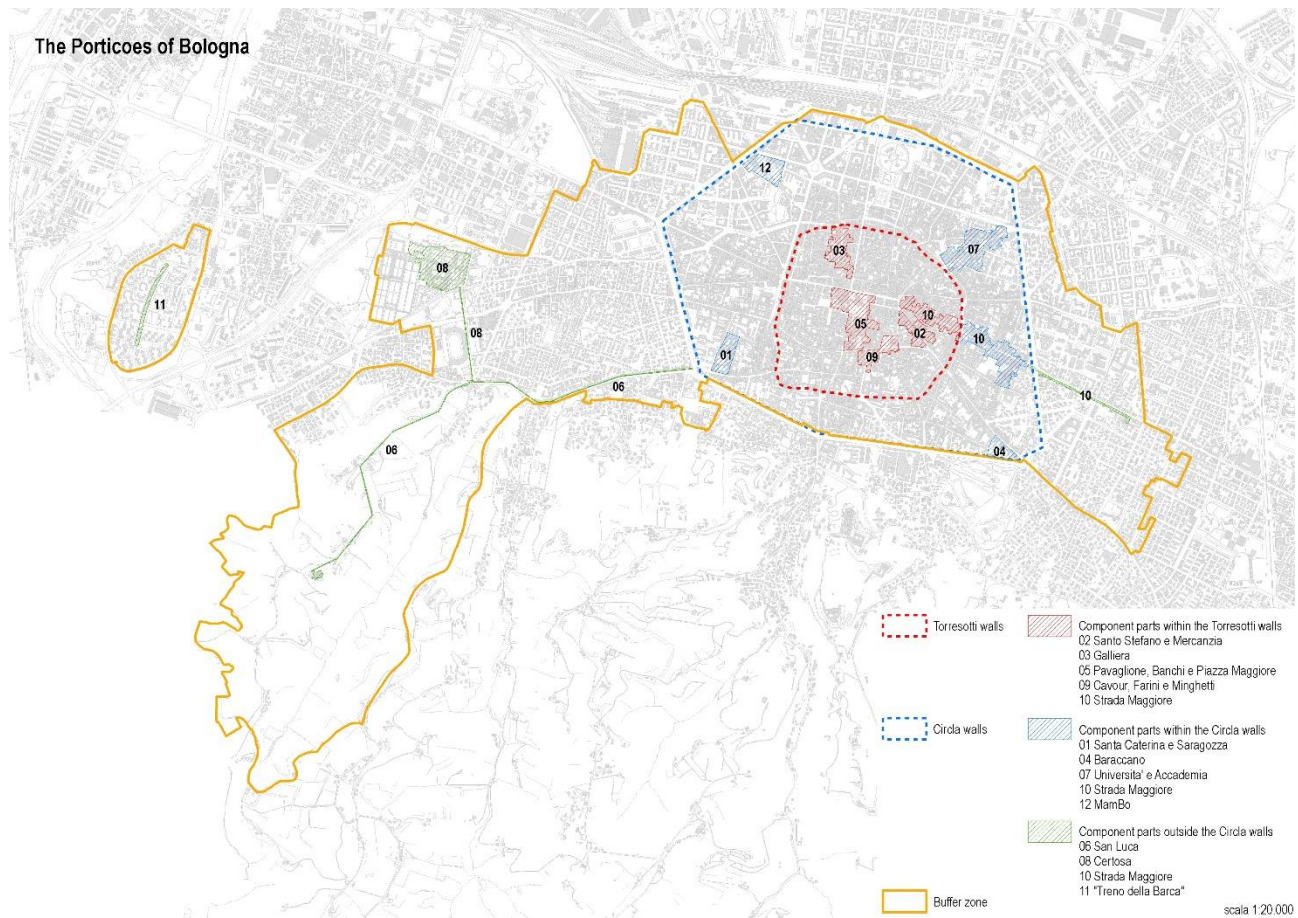 The Porticoes of Bologna
12
03
07
08
11
10
05
02
10
08
09
01
06
10
04
06
Torresotti walls
Component parts within the Torresotti walls
02 Santo Stefano e Mercanzia
03 Galliera
05 Pavaglione, Banchi e Piazza Maggiore
09 Cavour, Farini e Minghetti
10 Strada Maggiore
Circla walls
Component parts within the Circla walls
01 Santa Caterina e Saragozza
04 Baraccano
07 Universita' e Accademia
10 Strada Maggiore
12 MamBo
Component parts outside the Circla walls
06 San Luca
08 Certosa
10 Strada Maggiore
11 "Treno della Barca"
Buffer zone
scala 1:20.000